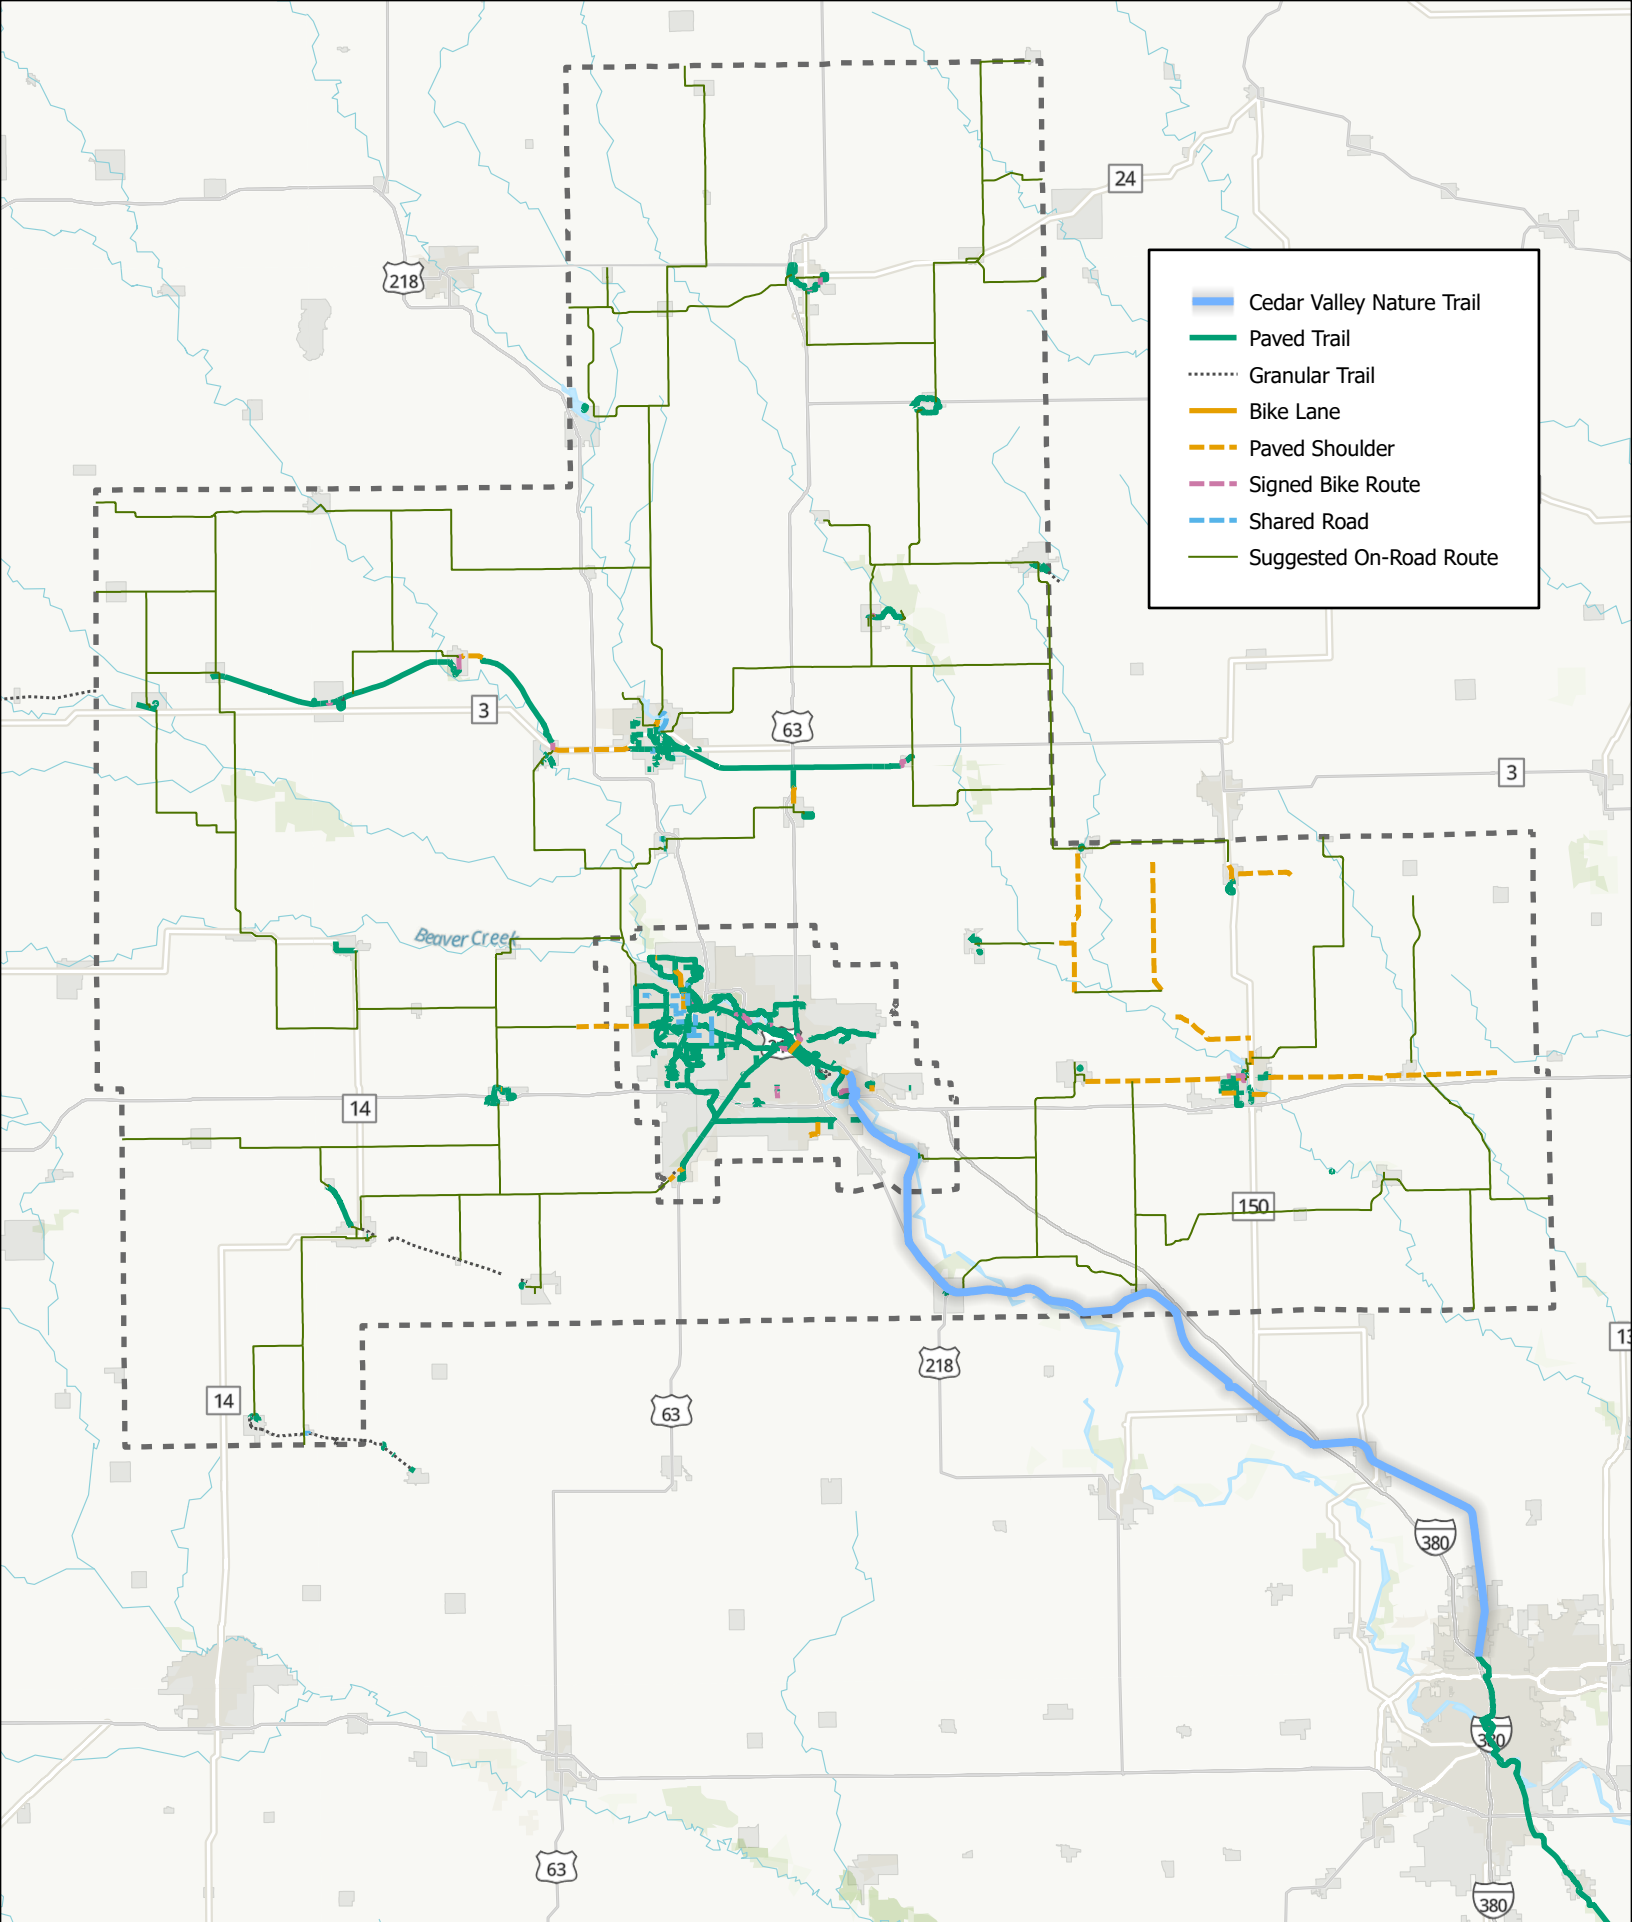 24
218
Cedar Valley Nature Trail
Paved Trail
Granular Trail
Bike Lane
Paved Shoulder
Signed Bike Route
Shared Road
Suggested On-Road Route
3
63
3
Beaver Creek
14
150
13
218
14
63
380
380
63
380